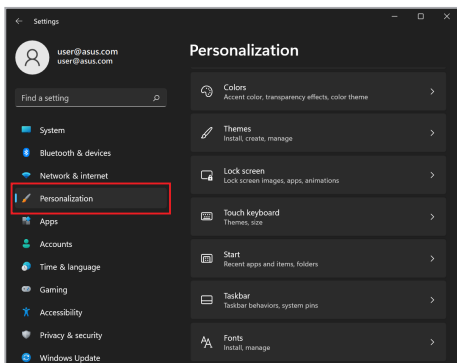 Settings
user@asus.com
user@asus.com
Find a setting
System
Bluetooth & devices
Network & internet
Personalization
Apps
Accounts
Time & language
Gaming
Accessibility
Privacy & security
Windows Update
Personalization
Colors
Accent color, transparency effects, color theme
Themes
Install, create, manage
Lock screen
Lock screen images, apps, animations
Touch keyboard
Themes, size
Start
Recent apps and items, folders
Taskbar
Taskbar behaviors, system pins
Fonts
Install, manage